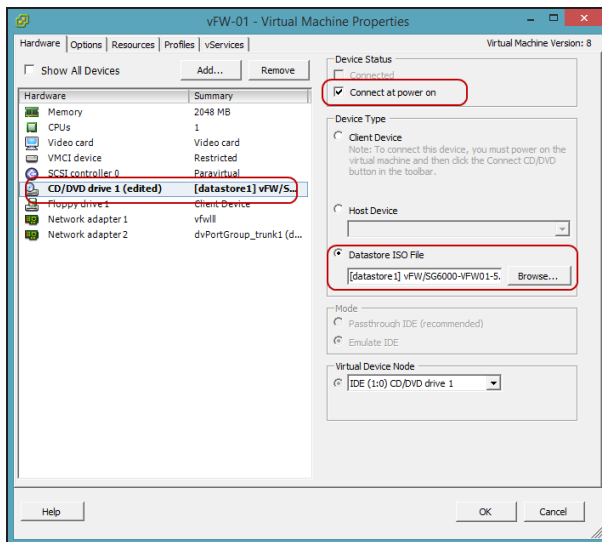 vFW-01 - Virtual Machine Properties
Hardware Options Resources Profiles vServices Virtual Machine Version: 8
Show All Devices Add... Remove
Hardware Summary
Memory 2048 MB
CPUs 1
Video card Video card
VMCI device Restricted
SCSI controller 0 Paravirtual
CD/DVD drive 1 (edited) [datastore1] vFW/S...
Floppy drive 1 Client Device
Network adapter 1 vfwlll
Network adapter 2 dvPortGroup_trunk1 (d...
Device Status
Connected
Connect at power on
Device Type
Client Device
Note: To connect this device, you must power on the
virtual machine and then click the Connect CD/DVD
button in the toolbar.
Host Device
Datastore ISO File
[datastore1] vFW/SG6000-VFW01-5. Browse...
Mode
Passthrough IDE (recommended)
Emulate IDE
Virtual Device Node
IDE (1:0) CD/DVD drive 1
Help OK Cancel